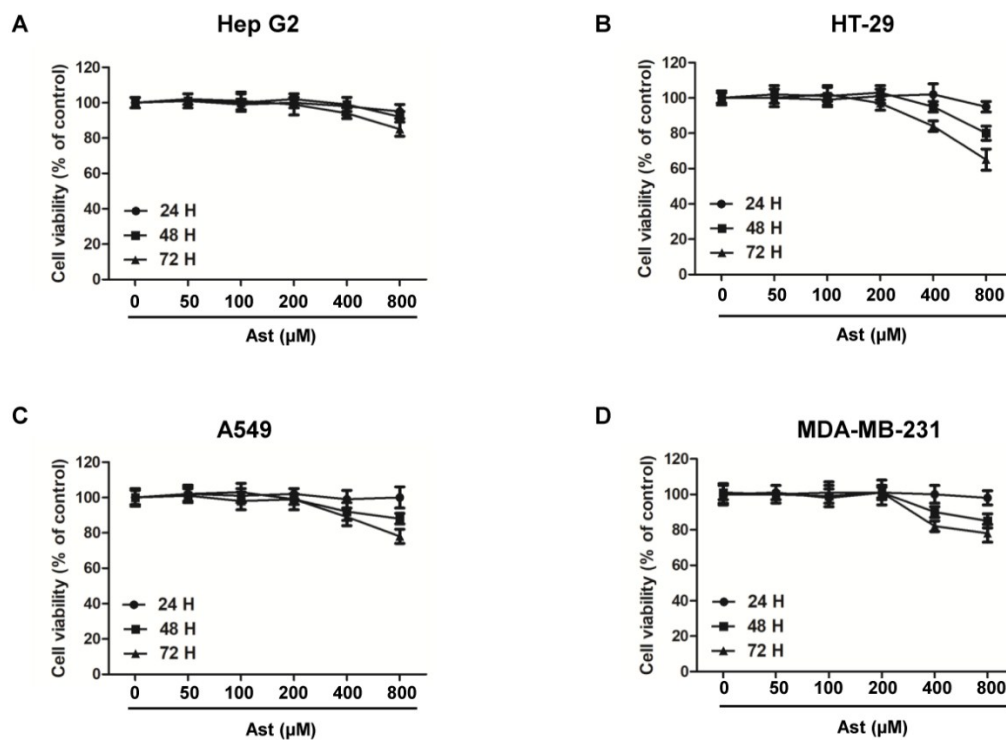 A
Hep G2
Cell viability (% of control)
120
100
80
60
40
20
0
24 H
48 H
72 H
0 50 100 200 400 800
Ast (µM)
B
HT-29
Cell viability (% of control)
120
100
80
60
40
20
0
24 H
48 H
72 H
0 50 100 200 400 800
Ast (µM)
C
A549
Cell viability (% of control)
120
100
80
60
40
20
0
24 H
48 H
72 H
0 50 100 200 400 800
Ast (µM)
D
MDA-MB-231
Cell viability (% of control)
120
100
80
60
40
20
0
24 H
48 H
72 H
0 50 100 200 400 800
Ast (µM)